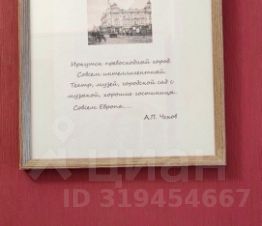 Иркутск превосходный город
Совсем интеллигентный
Театр, музей, городской сад с
музыкой, хорошие гостиницы.
Совсем Европа....
А.П. Чехов
циан
ID 319454667